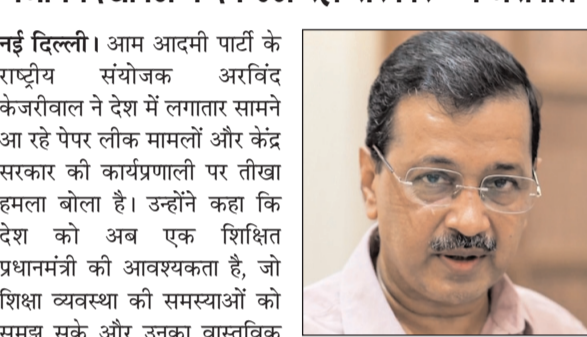 नई दिल्ली। आम आदमी पार्टी के
राष्ट्रीय संयोजक अरविंद
केजरीवाल ने देश में लगातार सामने
आ रहे पेपर लीक मामलों और केंद्र
सरकार की कार्यप्रणाली पर तीखा
हमला बोला है। उन्होंने कहा कि
देश को अब एक शिक्षित
प्रधानमंत्री की आवश्यकता है, जो
शिक्षा व्यवस्था की समस्याओं को
समझ सके और उनका वास्तविक